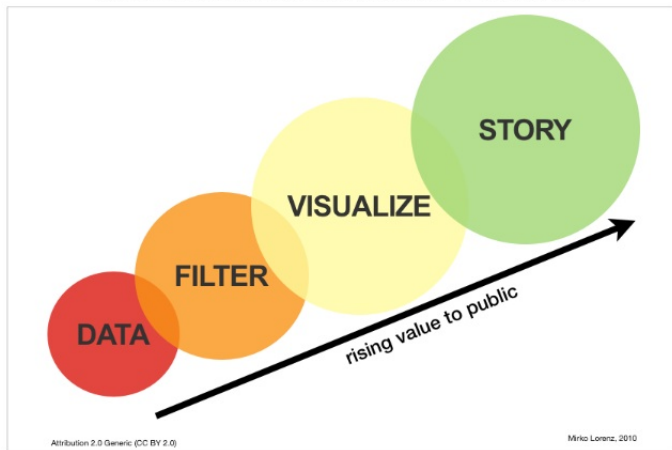 STORY
VISUALIZE
FILTER
DATA
rising value to public
Attribution 2.0 Generic (CC BY 2.0)
Mirko Lorenz, 2010